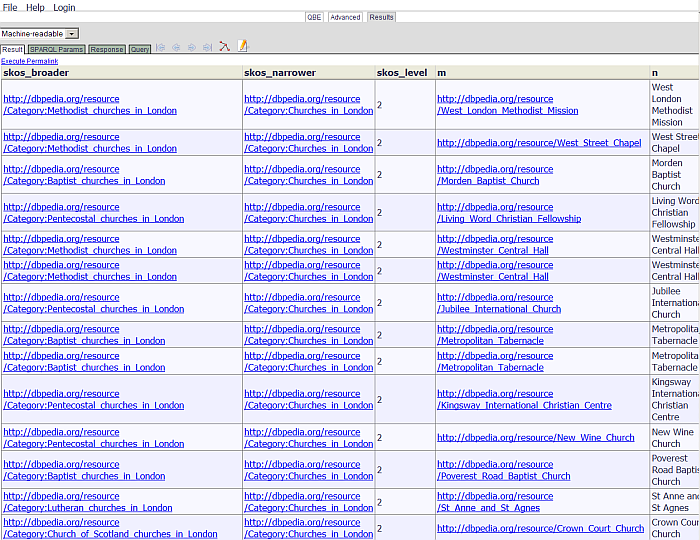 File Help Login
QBE Advanced Results
Machine-readable
Result SPARQL Params Response Query
Execute Permalink
skos_broader skos_narrower skos_level m n
http://dbpedia.org/resource/Category:Methodist_churches_in_London http://dbpedia.org/resource/Category:Churches_in_London 2 http://dbpedia.org/resource/West_London_Methodist_Mission West London Methodist Mission
http://dbpedia.org/resource/Category:Methodist_churches_in_London http://dbpedia.org/resource/Category:Churches_in_London 2 http://dbpedia.org/resource/West_Street_Chapel West Street Chapel
http://dbpedia.org/resource/Category:Baptist_churches_in_London http://dbpedia.org/resource/Category:Churches_in_London 2 http://dbpedia.org/resource/Morden_Baptist_Church Morden Baptist Church
http://dbpedia.org/resource/Category:Pentecostal_churches_in_London http://dbpedia.org/resource/Category:Churches_in_London 2 http://dbpedia.org/resource/Living_Word_Christian_Fellowship Living Word Christian Fellowship
http://dbpedia.org/resource/Category:Methodist_churches_in_London http://dbpedia.org/resource/Category:Churches_in_London 2 http://dbpedia.org/resource/Westminster_Central_Hall Westminste Central Hall
http://dbpedia.org/resource/Category:Methodist_churches_in_London http://dbpedia.org/resource/Category:Churches_in_London 2 http://dbpedia.org/resource/Westminster_Central_Hall Westminste Central Hall
http://dbpedia.org/resource/Category:Pentecostal_churches_in_London http://dbpedia.org/resource/Category:Churches_in_London 2 http://dbpedia.org/resource/Jubilee_International_Church Jubilee Internation Church
http://dbpedia.org/resource/Category:Baptist_churches_in_London http://dbpedia.org/resource/Category:Churches_in_London 2 http://dbpedia.org/resource/Metropolitan_Tabernacle Metropolita Tabernacle
http://dbpedia.org/resource/Category:Baptist_churches_in_London http://dbpedia.org/resource/Category:Churches_in_London 2 http://dbpedia.org/resource/Metropolitan_Tabernacle Metropolita Tabernacle
http://dbpedia.org/resource/Category:Pentecostal_churches_in_London http://dbpedia.org/resource/Category:Churches_in_London 2 http://dbpedia.org/resource/Kingsway_International_Christian_Centre Kingsway Internation Christian Centre
http://dbpedia.org/resource/Category:Pentecostal_churches_in_London http://dbpedia.org/resource/Category:Churches_in_London 2 http://dbpedia.org/resource/New_Wine_Church New Wine Church
http://dbpedia.org/resource/Category:Baptist_churches_in_London http://dbpedia.org/resource/Category:Churches_in_London 2 http://dbpedia.org/resource/Poverest_Road_Baptist_Church Poverest Road Baptis Church
http://dbpedia.org/resource/Category:Lutheran_churches_in_London http://dbpedia.org/resource/Category:Churches_in_London 2 http://dbpedia.org/resource/St_Anne_and_St_Agnes St Anne and St Agnes
http://dbpedia.org/resource/Category:Church_of_Scotland_churches_in_London http://dbpedia.org/resource/Category:Churches_in_London 2 http://dbpedia.org/resource/Crown_Court_Church Crown Cour Church